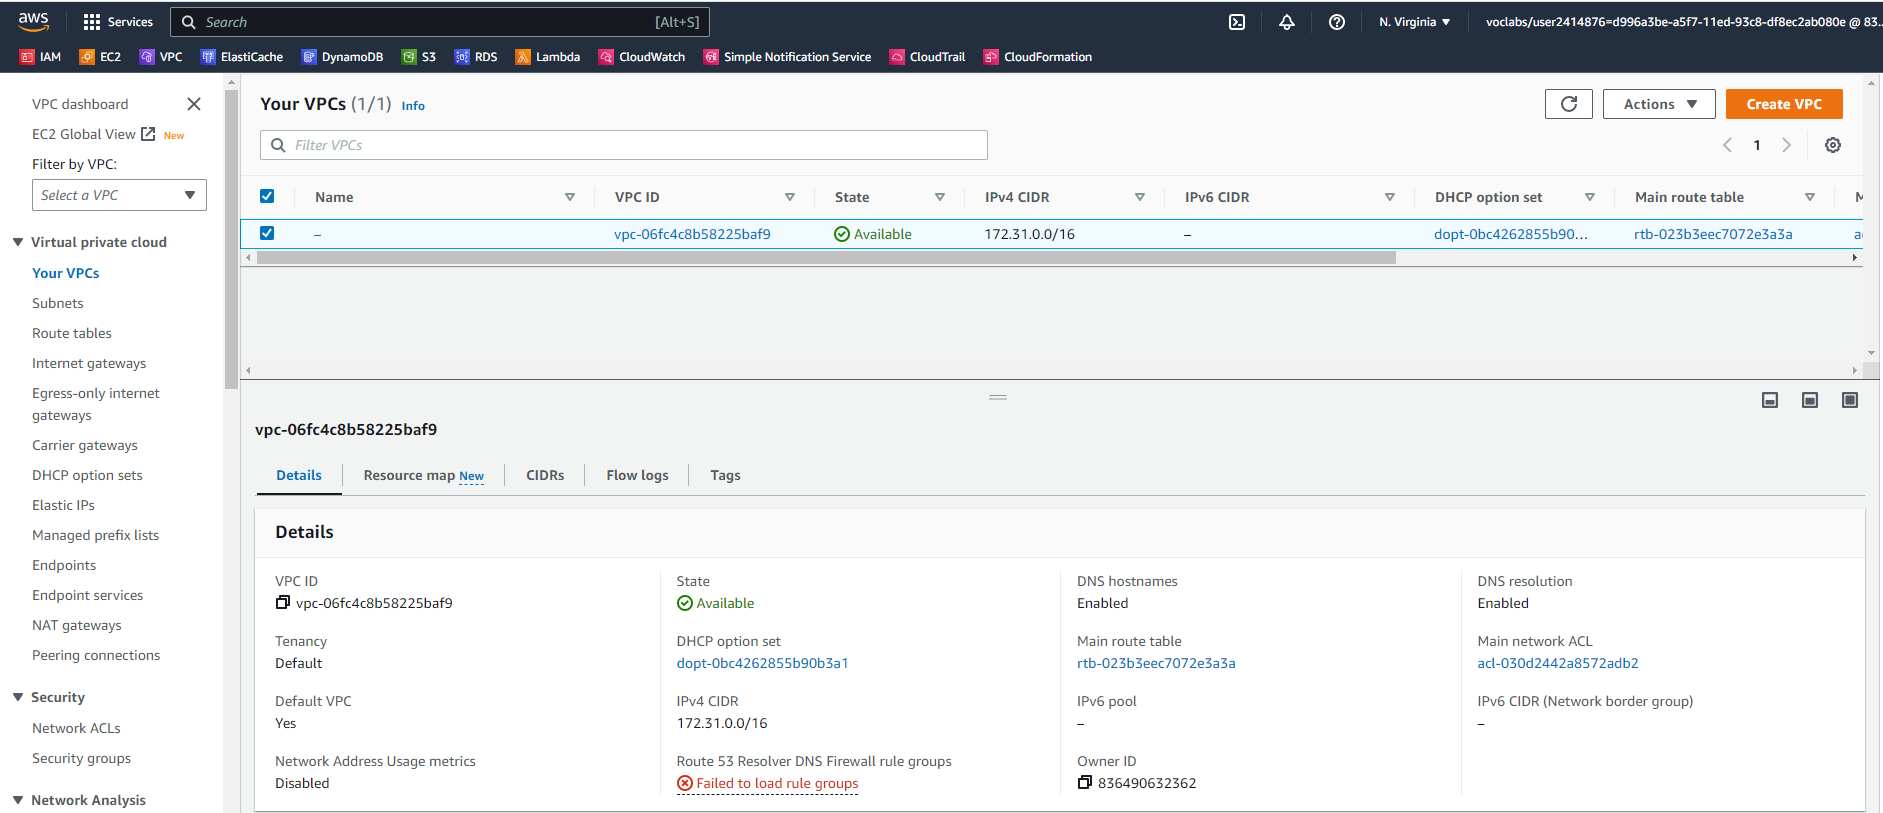 aws Services Search [Alt+S] N. Virginia voclabs/user2414876=d996a3be-a5f7-11ed-93c8-df8ec2ab080e @ 83...
IAM EC2 VPC ElastiCache DynamoDB S3 RDS Lambda CloudWatch Simple Notification Service CloudTrail CloudFormation
VPC dashboard
EC2 Global View New
Filter by VPC:
Select a VPC
Virtual private cloud
Your VPCs
Subnets
Route tables
Internet gateways
Egress-only internet
gateways
Carrier gateways
DHCP option sets
Elastic IPs
Managed prefix lists
Endpoints
Endpoint services
NAT gateways
Peering connections
Security
Network ACLs
Security groups
Network Analysis
Your VPCs (1/1) Info
Actions Create VPC
Filter VPCs
1
Name VPC ID State IPv4 CIDR IPv6 CIDR DHCP option set Main route table M
– vpc-06fc4c8b58225baf9 Available 172.31.0.0/16 – dopt-0bc4262855b90... rtb-023b3eec7072e3a3a a
vpc-06fc4c8b58225baf9
Details Resource map New CIDRs Flow logs Tags
Details
VPC ID State DNS hostnames DNS resolution
vpc-06fc4c8b58225baf9 Available Enabled Enabled
Tenancy DHCP option set Main route table Main network ACL
Default dopt-0bc4262855b90b3a1 rtb-023b3eec7072e3a3a acl-030d2442a8572adb2
Default VPC IPv4 CIDR IPv6 pool IPv6 CIDR (Network border group)
Yes 172.31.0.0/16 – –
Network Address Usage metrics Route 53 Resolver DNS Firewall rule groups Owner ID
Disabled Failed to load rule groups 836490632362